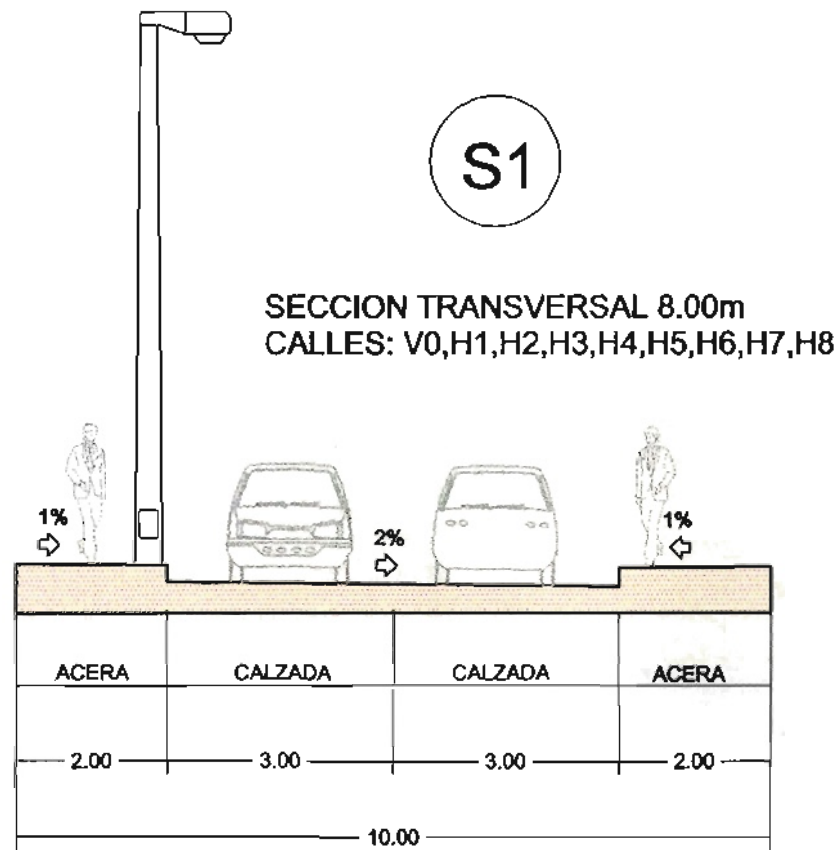 S1
SECCION TRANSVERSAL 8.00m
CALLES: V0,H1,H2,H3,H4,H5,H6,H7,H8
1% 2% 1%
ACERA CALZADA CALZADA ACERA
2.00 3.00 3.00 2.00
10.00